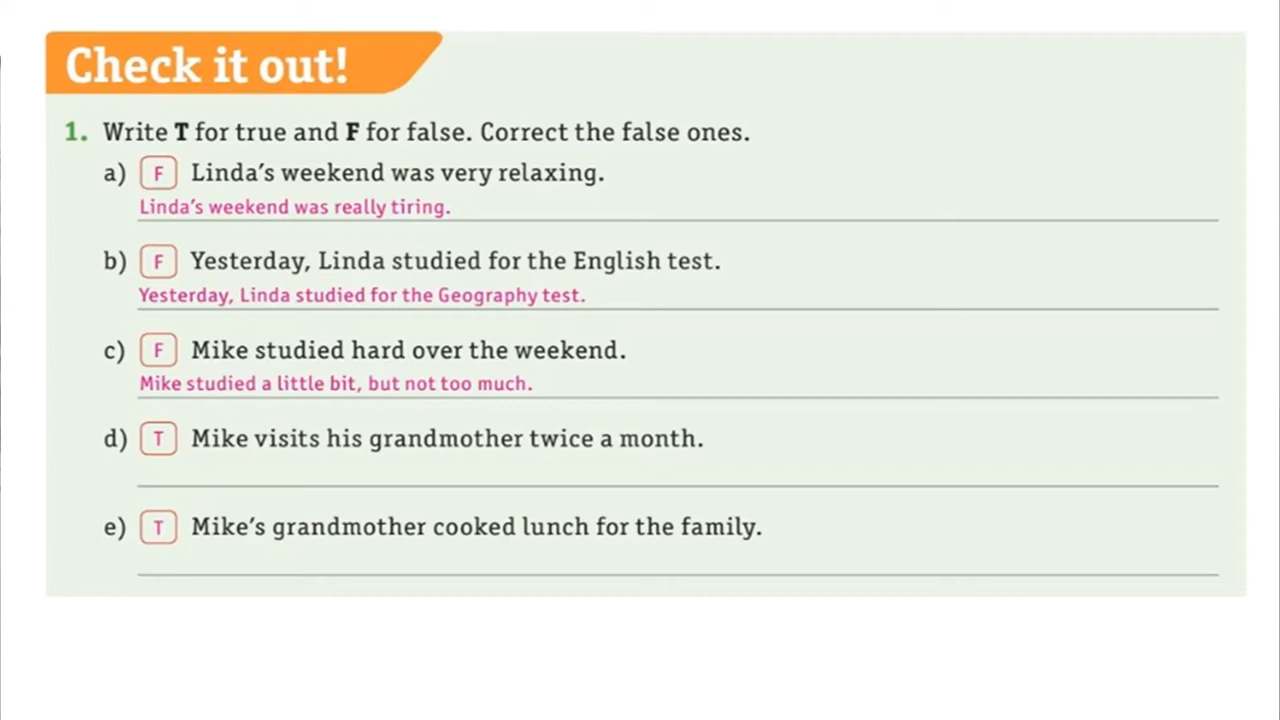 Check it out!
1. Write T for true and F for false. Correct the false ones.
a) F Linda's weekend was very relaxing.
Linda's weekend was really tiring.
b) F Yesterday, Linda studied for the English test.
Yesterday, Linda studied for the Geography test.
c) F Mike studied hard over the weekend.
Mike studied a little bit, but not too much.
d) T Mike visits his grandmother twice a month.
e) T Mike's grandmother cooked lunch for the family.